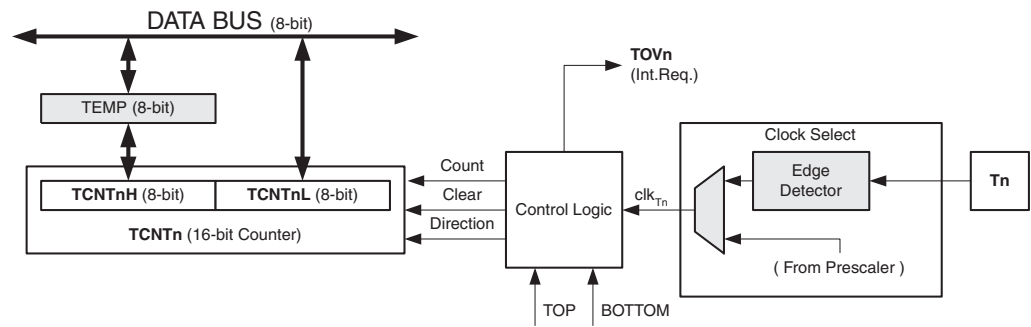 DATA BUS (8-bit)
TEMP (8-bit)
TCNTnH (8-bit)
TCNTnL (8-bit)
TCNTn (16-bit Counter)
Count
Clear
Direction
Control Logic
TOVn
(Int.Req.)
TOP
BOTTOM
clkTn
Clock Select
Edge
Detector
( From Prescaler )
Tn